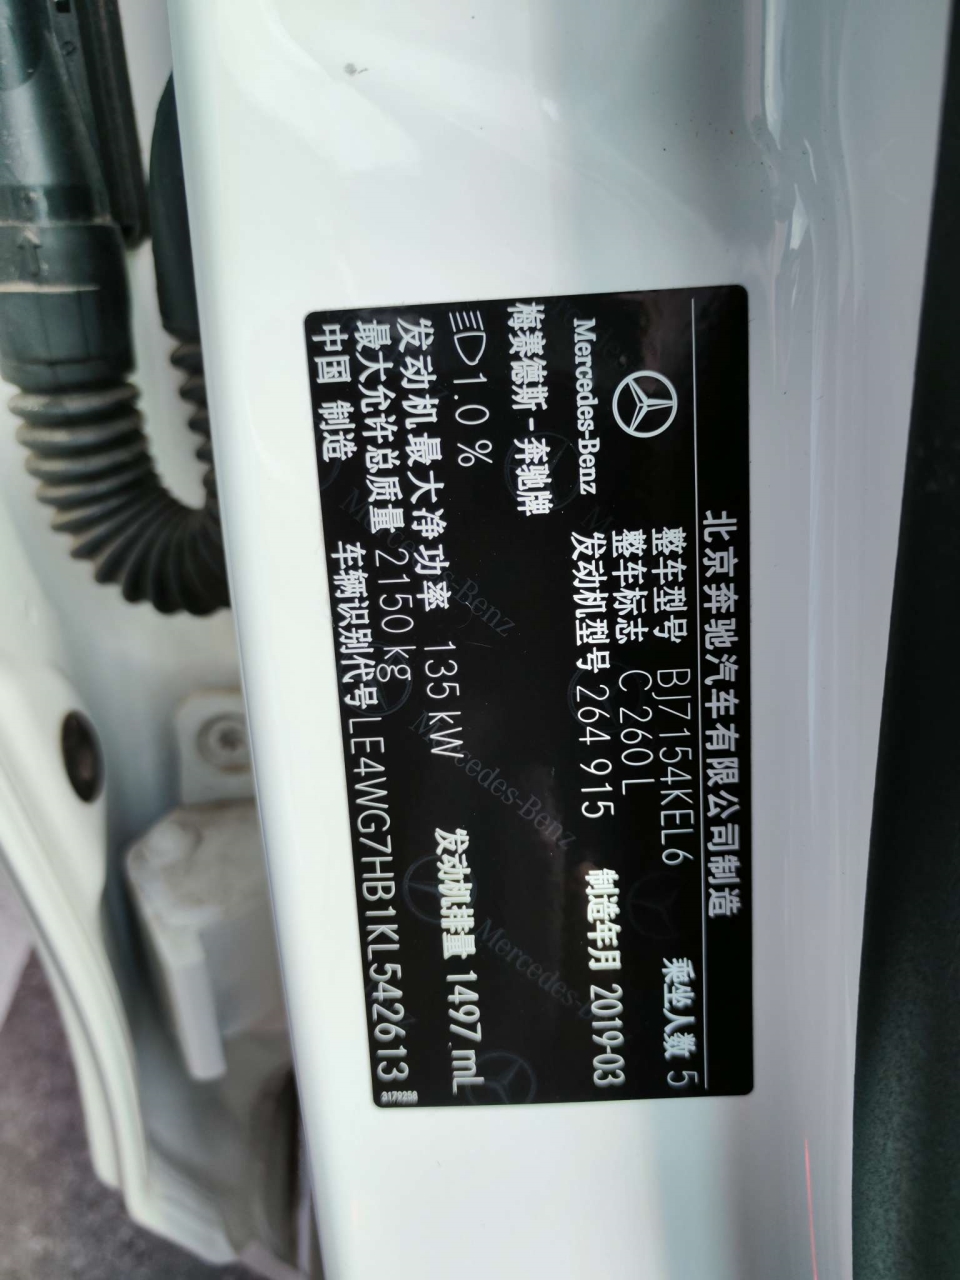 北京奔驰汽车有限公司制造
Mercedes-Benz
梅赛德斯-奔驰牌
整车型号 BJ7154KEL6 乘坐人数 5
整车标志 C 260 L
发动机型号 264 915 制造年月 2019-03
1.0 %
发动机最大净功率 135 kW 发动机排量 1497 mL
最大允许总质量 2150 kg
中国 制造 车辆识别代号 LE4WG7HB1KL542613
3179258